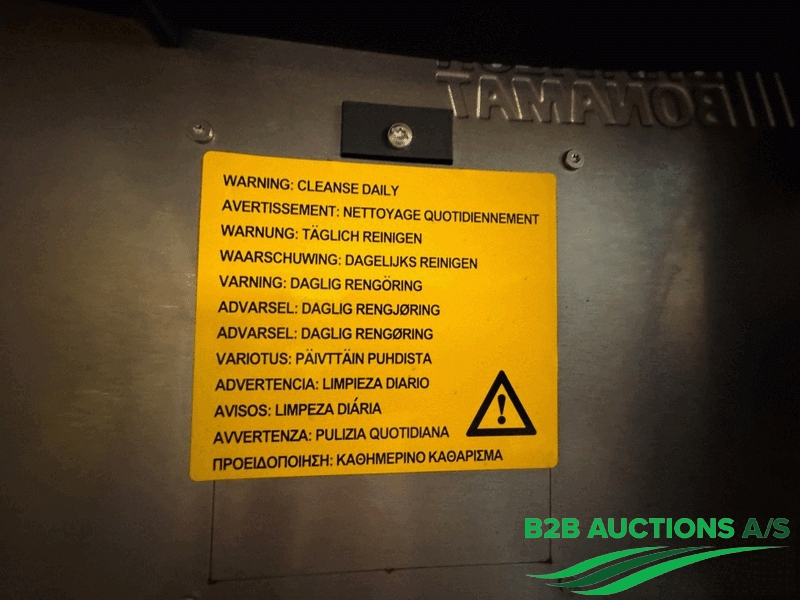 BONAMAT
WARNING: CLEANSE DAILY
AVERTISSEMENT: NETTOYAGE QUOTIDIENNEMENT
WARNUNG: TÄGLICH REINIGEN
WAARSCHUWING: DAGELIJKS REINIGEN
VARNING: DAGLIG RENGÖRING
ADVARSEL: DAGLIG RENGJØRING
ADVARSEL: DAGLIG RENGØRING
VARIOTUS: PÄIVTTÄIN PUHDISTA
ADVERTENCIA: LIMPIEZA DIARIO
AVISOS: LIMPEZA DIÁRIA
AVVERTENZA: PULIZIA QUOTIDIANA
ΠΡΟΕΙΔΟΠΟΙΗΣΗ: ΚΑΘΗΜΕΡΙΝΟ ΚΑΘΑΡΙΣΜΑ
B2B AUCTIONS A/S